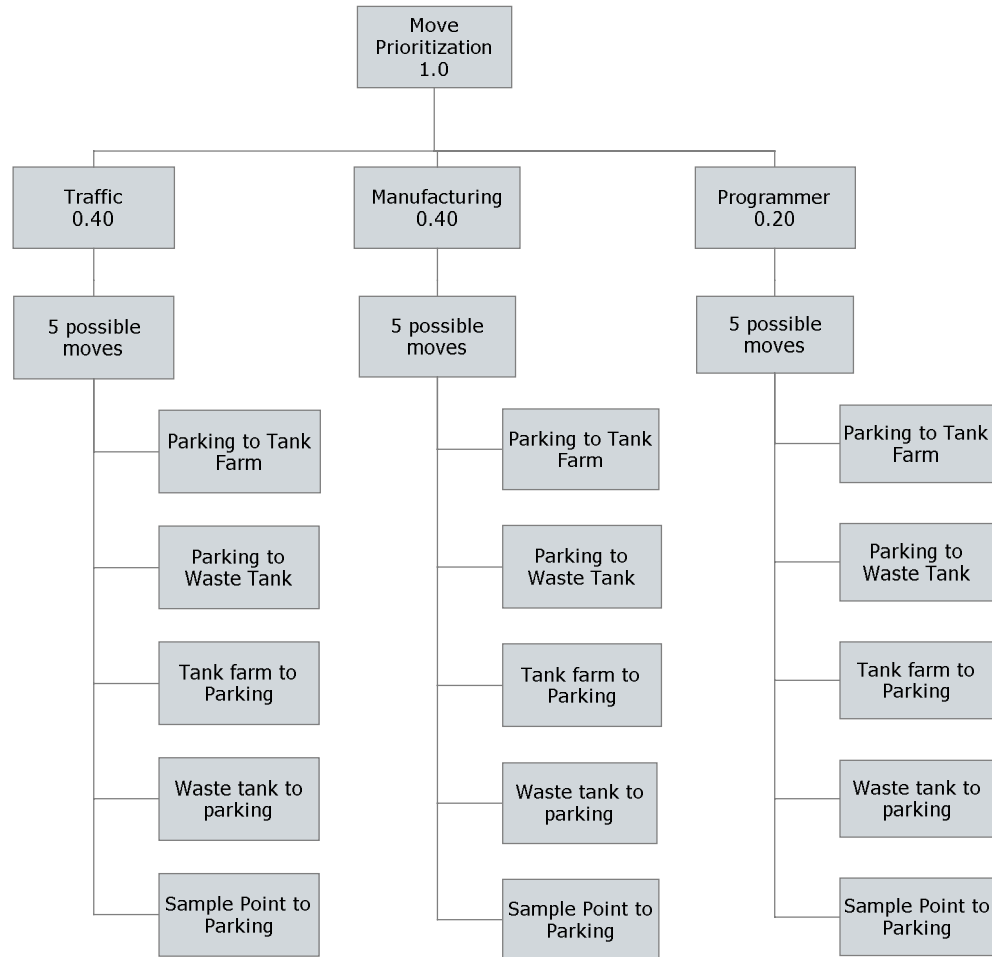 Move
Prioritization
1.0
Traffic
0.40
Manufacturing
0.40
Programmer
0.20
5 possible
moves
5 possible
moves
5 possible
moves
Parking to Tank
Farm
Parking to
Waste Tank
Tank farm to
Parking
Waste tank to
parking
Sample Point to
Parking
Parking to Tank
Farm
Parking to
Waste Tank
Tank farm to
Parking
Waste tank to
parking
Sample Point to
Parking
Parking to Tank
Farm
Parking to
Waste Tank
Tank farm to
Parking
Waste tank to
parking
Sample Point to
Parking